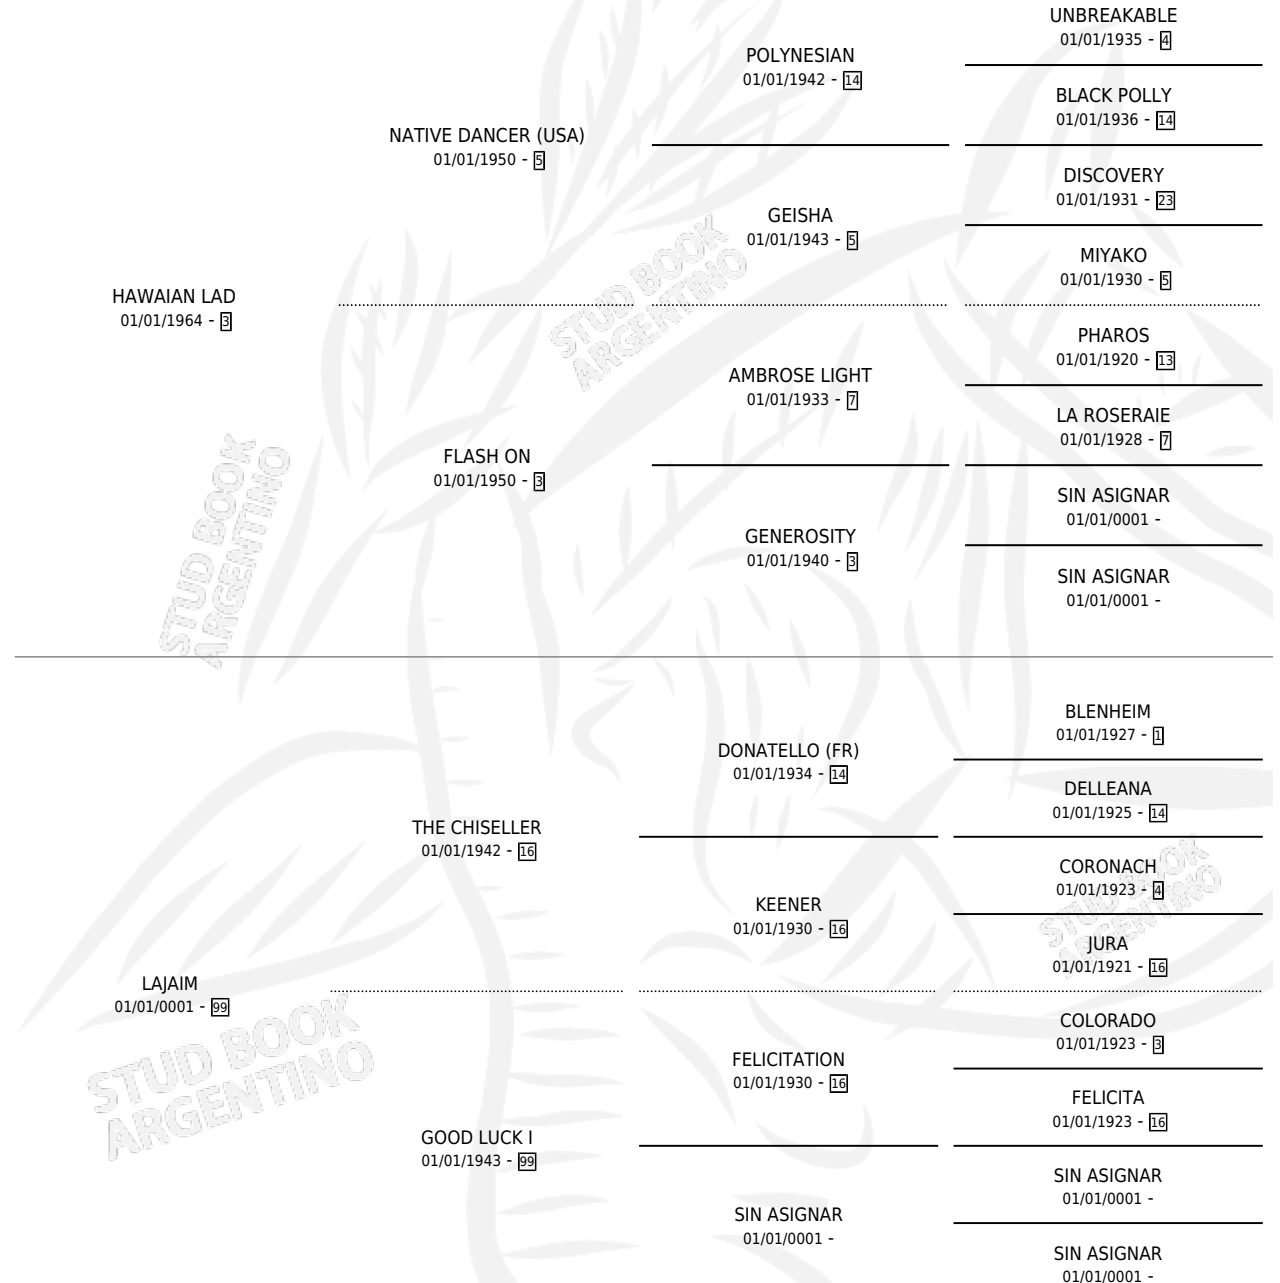 UNBREAKABLE
01/01/1935 - 4
POLYNESIAN
01/01/1942 - 14
BLACK POLLY
01/01/1936 - 14
NATIVE DANCER (USA)
01/01/1950 - 5
DISCOVERY
01/01/1931 - 23
GEISHA
01/01/1943 - 5
MIYAKO
01/01/1930 - 5
HAWAIAN LAD
01/01/1964 - 3
PHAROS
01/01/1920 - 13
AMBROSE LIGHT
01/01/1933 - 7
LA ROSERAIE
01/01/1928 - 7
FLASH ON
01/01/1950 - 3
SIN ASIGNAR
01/01/0001 -
GENEROSITY
01/01/1940 - 3
SIN ASIGNAR
01/01/0001 -
BLENHEIM
01/01/1927 - 1
DONATELLO (FR)
01/01/1934 - 14
DELLEANA
01/01/1925 - 14
THE CHISELLER
01/01/1942 - 16
CORONACH
01/01/1923 - 4
KEENER
01/01/1930 - 16
JURA
01/01/1921 - 16
LAJAIM
01/01/0001 - 99
COLORADO
01/01/1923 - 3
FELICITATION
01/01/1930 - 16
FELICITA
01/01/1923 - 16
GOOD LUCK I
01/01/1943 - 99
SIN ASIGNAR
01/01/0001 -
SIN ASIGNAR
01/01/0001 -
SIN ASIGNAR
01/01/0001 -
STUD BOOK
ARGENTINO
STUD BOOK
ARGENTINO
STUD BOOK
ARGENTINO
STUD BOOK
ARGENTINO